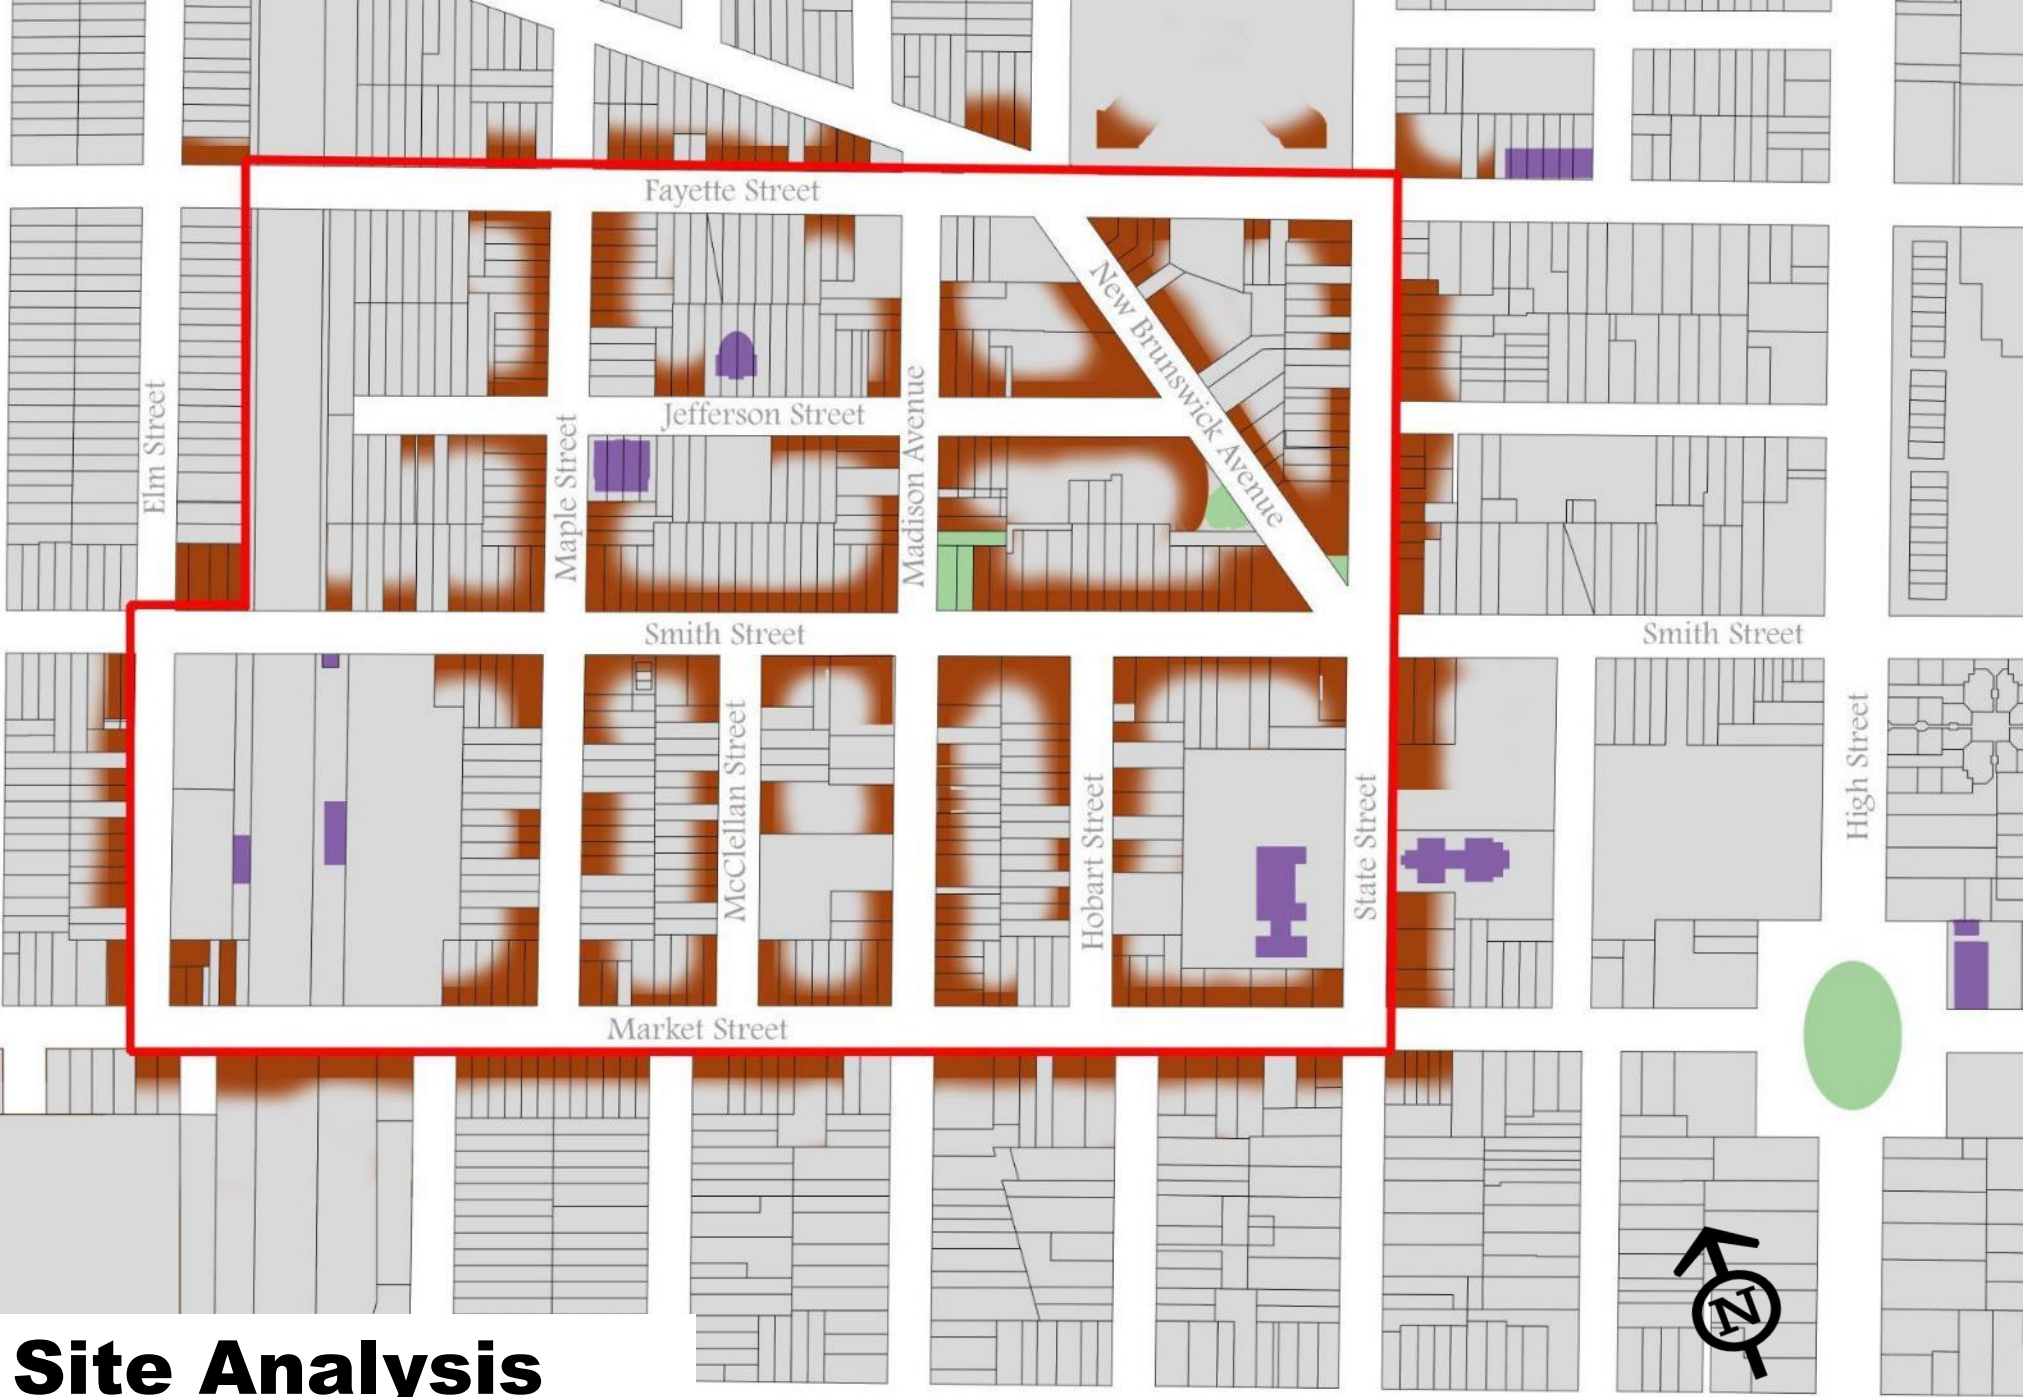 Fayette Street
New Brunswick Avenue
Jefferson Street
Elm Street
Maple Street
Madison Avenue
Smith Street
Smith Street
McClellan Street
Hobart Street
State Street
High Street
Market Street
N
Site Analysis